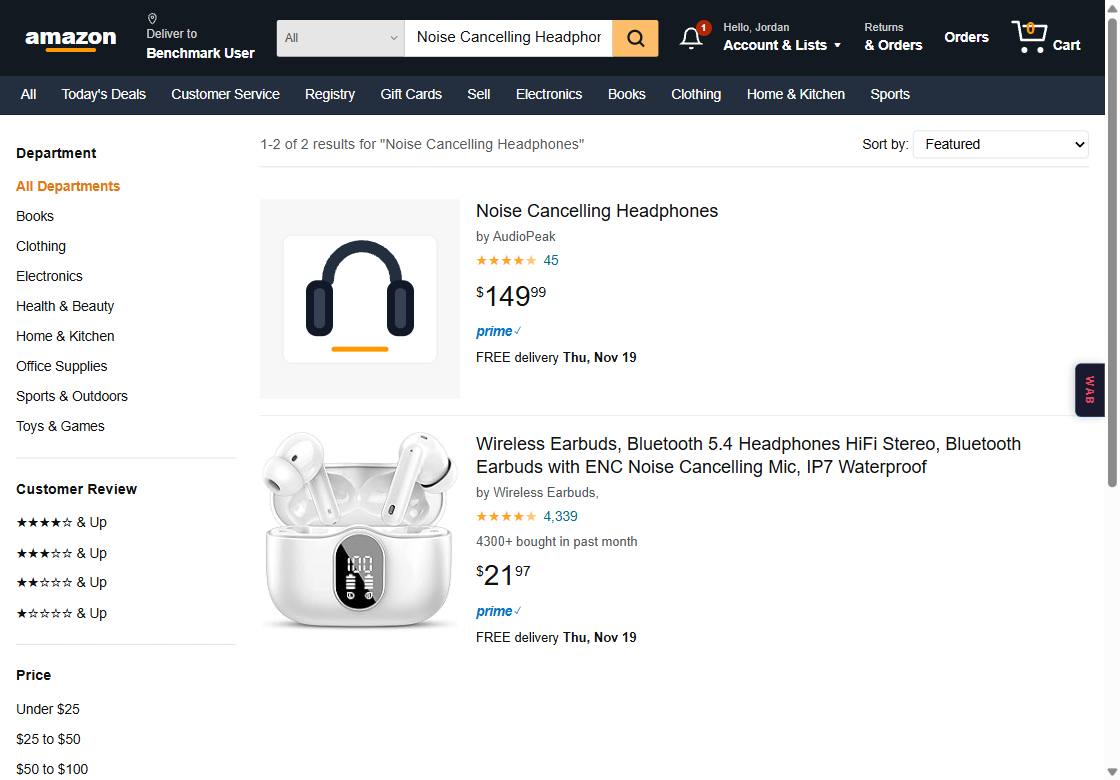 amazon
Deliver to
Benchmark User
All
Noise Cancelling Headphor
1
Hello, Jordan
Account & Lists
Returns
& Orders
Orders
0
Cart
All
Today's Deals
Customer Service
Registry
Gift Cards
Sell
Electronics
Books
Clothing
Home & Kitchen
Sports
Department
All Departments
Books
Clothing
Electronics
Health & Beauty
Home & Kitchen
Office Supplies
Sports & Outdoors
Toys & Games
Customer Review
★★★★☆ & Up
★★★☆☆ & Up
★★☆☆☆ & Up
★☆☆☆☆ & Up
Price
Under $25
$25 to $50
$50 to $100
1-2 of 2 results for "Noise Cancelling Headphones"
Sort by: Featured
Noise Cancelling Headphones
by AudioPeak
45
$149 99
prime✓
FREE delivery Thu, Nov 19
100
Wireless Earbuds, Bluetooth 5.4 Headphones HiFi Stereo, Bluetooth
Earbuds with ENC Noise Cancelling Mic, IP7 Waterproof
by Wireless Earbuds,
4,339
4300+ bought in past month
$21 97
prime✓
FREE delivery Thu, Nov 19
WAB